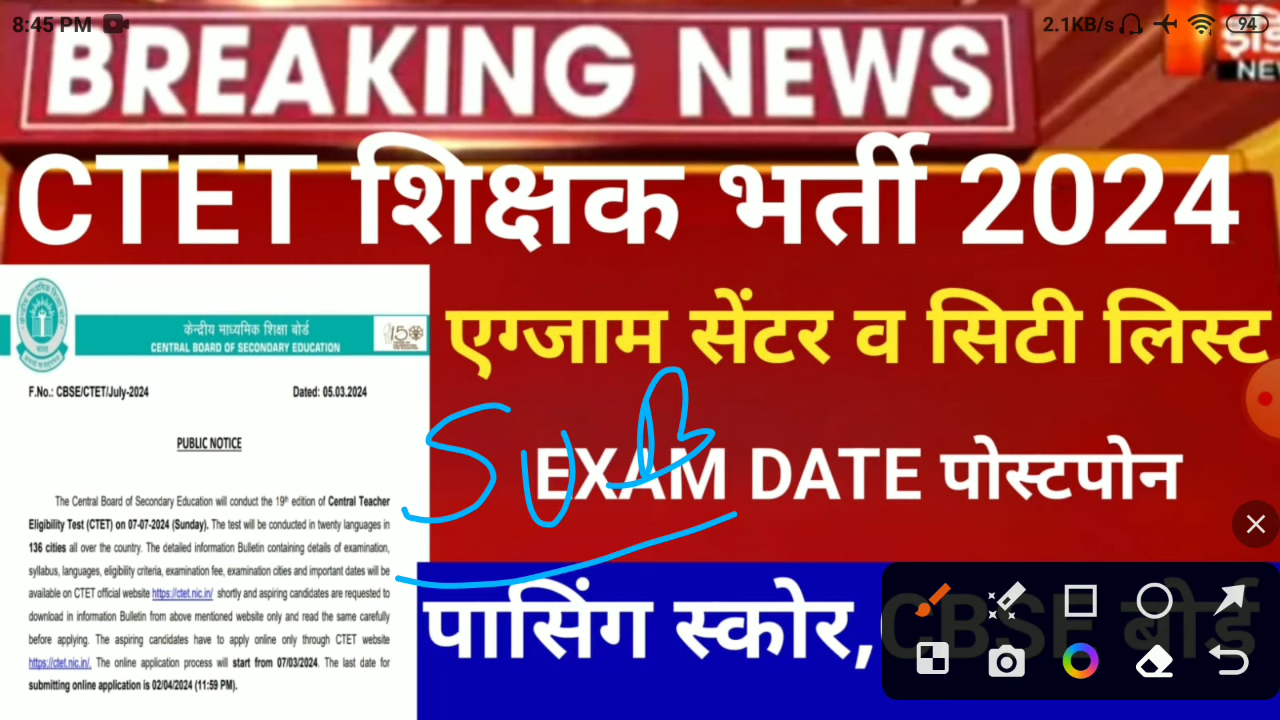 8:45 PM
2.1KB/s
94
BREAKING NEWS
NEW
CTET शिक्षक भर्ती 2024
केन्द्रीय माध्यमिक शिक्षा बोर्ड
CENTRAL BOARD OF SECONDARY EDUCATION
F.No.: CBSE/CTET/July-2024 Dated: 05.03.2024
PUBLIC NOTICE
The Central Board of Secondary Education will conduct the 19th edition of Central Teacher
Eligibility Test (CTET) on 07-07-2024 (Sunday). The test will be conducted in twenty languages in
136 cities all over the country. The detailed information Bulletin containing details of examination,
syllabus, languages, eligibility criteria, examination fee, examination cities and important dates will be
available on CTET official website https://ctet.nic.in/ shortly and aspiring candidates are requested to
download in information Bulletin from above mentioned website only and read the same carefully
before applying. The aspiring candidates have to apply online only through CTET website
https://ctet.nic.in/. The online application process will start from 07/03/2024. The last date for
submitting online application is 02/04/2024 (11:59 PM).
एग्जाम सेंटर व सिटी लिस्ट
SUB
EXAM DATE पोस्टपोन
पासिंग स्कोर, CBSE बोर्ड